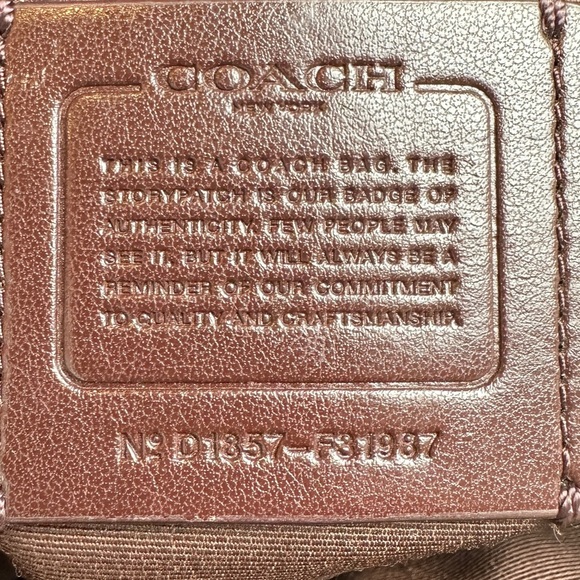 COACH
NEW YORK
THIS IS A COACH BAG. THE
STORYPATCH IS OUR BADGE OF
AUTHENTICITY. FEW PEOPLE MAY
SEE IT, BUT IT WILL ALWAYS BE A
REMINDER OF OUR COMMITMENT
TO QUALITY AND CRAFTSMANSHIP.
Nº D1857-F31987